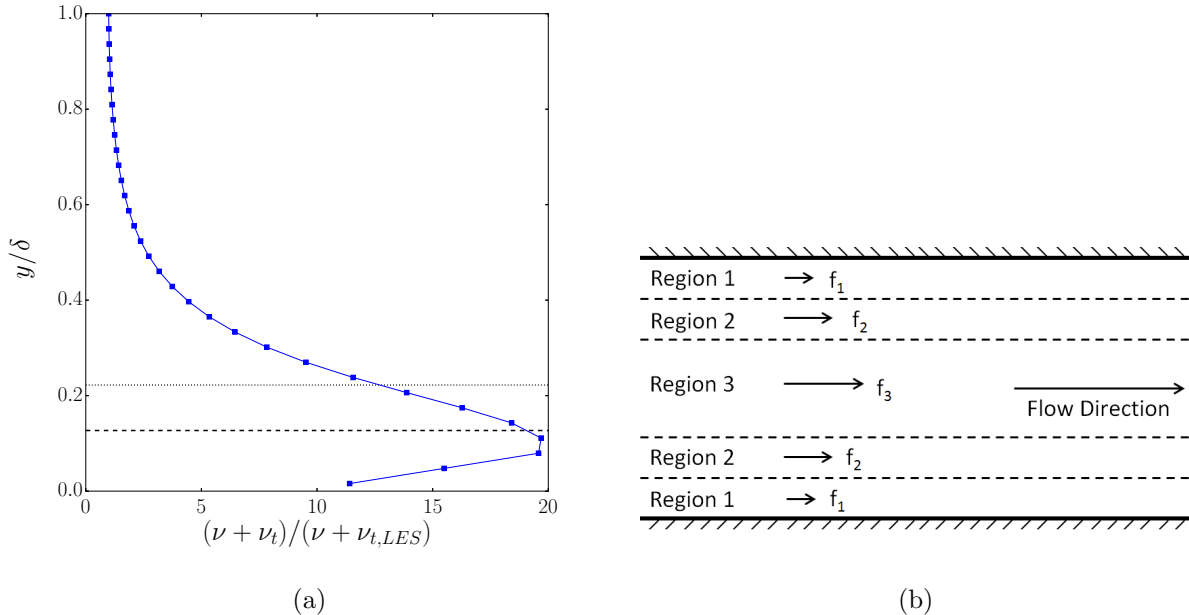 1.0
0.8
0.6
0.4
0.2
0.0
y/δ
0 5 10 15 20
(ν + ν_t)/(ν + ν_{t,LES})
(a)
Region 1 f_1
Region 2 f_2
Region 3 f_3
Flow Direction
Region 2 f_2
Region 1 f_1
(b)